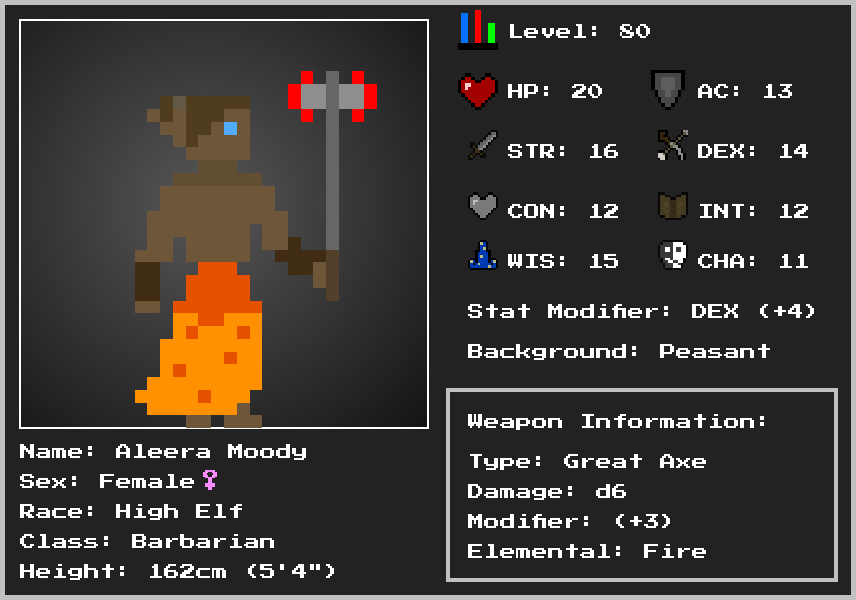 Level: 80
HP: 20
AC: 13
STR: 16
DEX: 14
CON: 12
INT: 12
WIS: 15
CHA: 11
Stat Modifier: DEX (+4)
Background: Peasant
Weapon Information:
Type: Great Axe
Damage: d6
Modifier: (+3)
Elemental: Fire
Name: Aleera Moody
Sex: Female♀
Race: High Elf
Class: Barbarian
Height: 162cm (5'4")